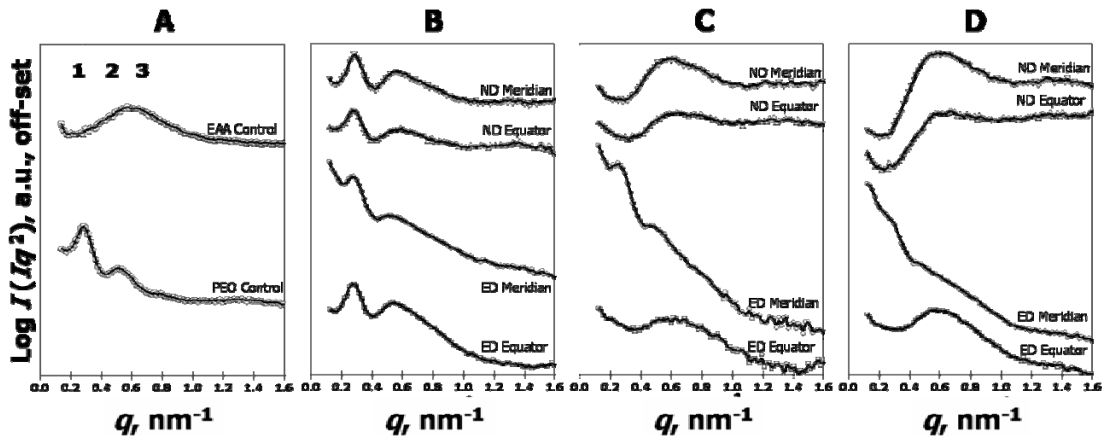 A B C D
Log I(Iq²), a.u., off-set
1 2 3
EAA Control
PEO Control
0.0 0.2 0.4 0.6 0.8 1.0 1.2 1.4 1.6
q, nm⁻¹
ND Meridian
ND Equator
ED Meridian
ED Equator
0.0 0.2 0.4 0.6 0.8 1.0 1.2 1.4 1.6
q, nm⁻¹
ND Meridian
ND Equator
ED Meridian
ED Equator
0.0 0.2 0.4 0.6 0.8 1.0 1.2 1.4 1.6
q, nm⁻¹
ND Meridian
ND Equator
ED Meridian
ED Equator
0.0 0.2 0.4 0.6 0.8 1.0 1.2 1.4 1.6
q, nm⁻¹